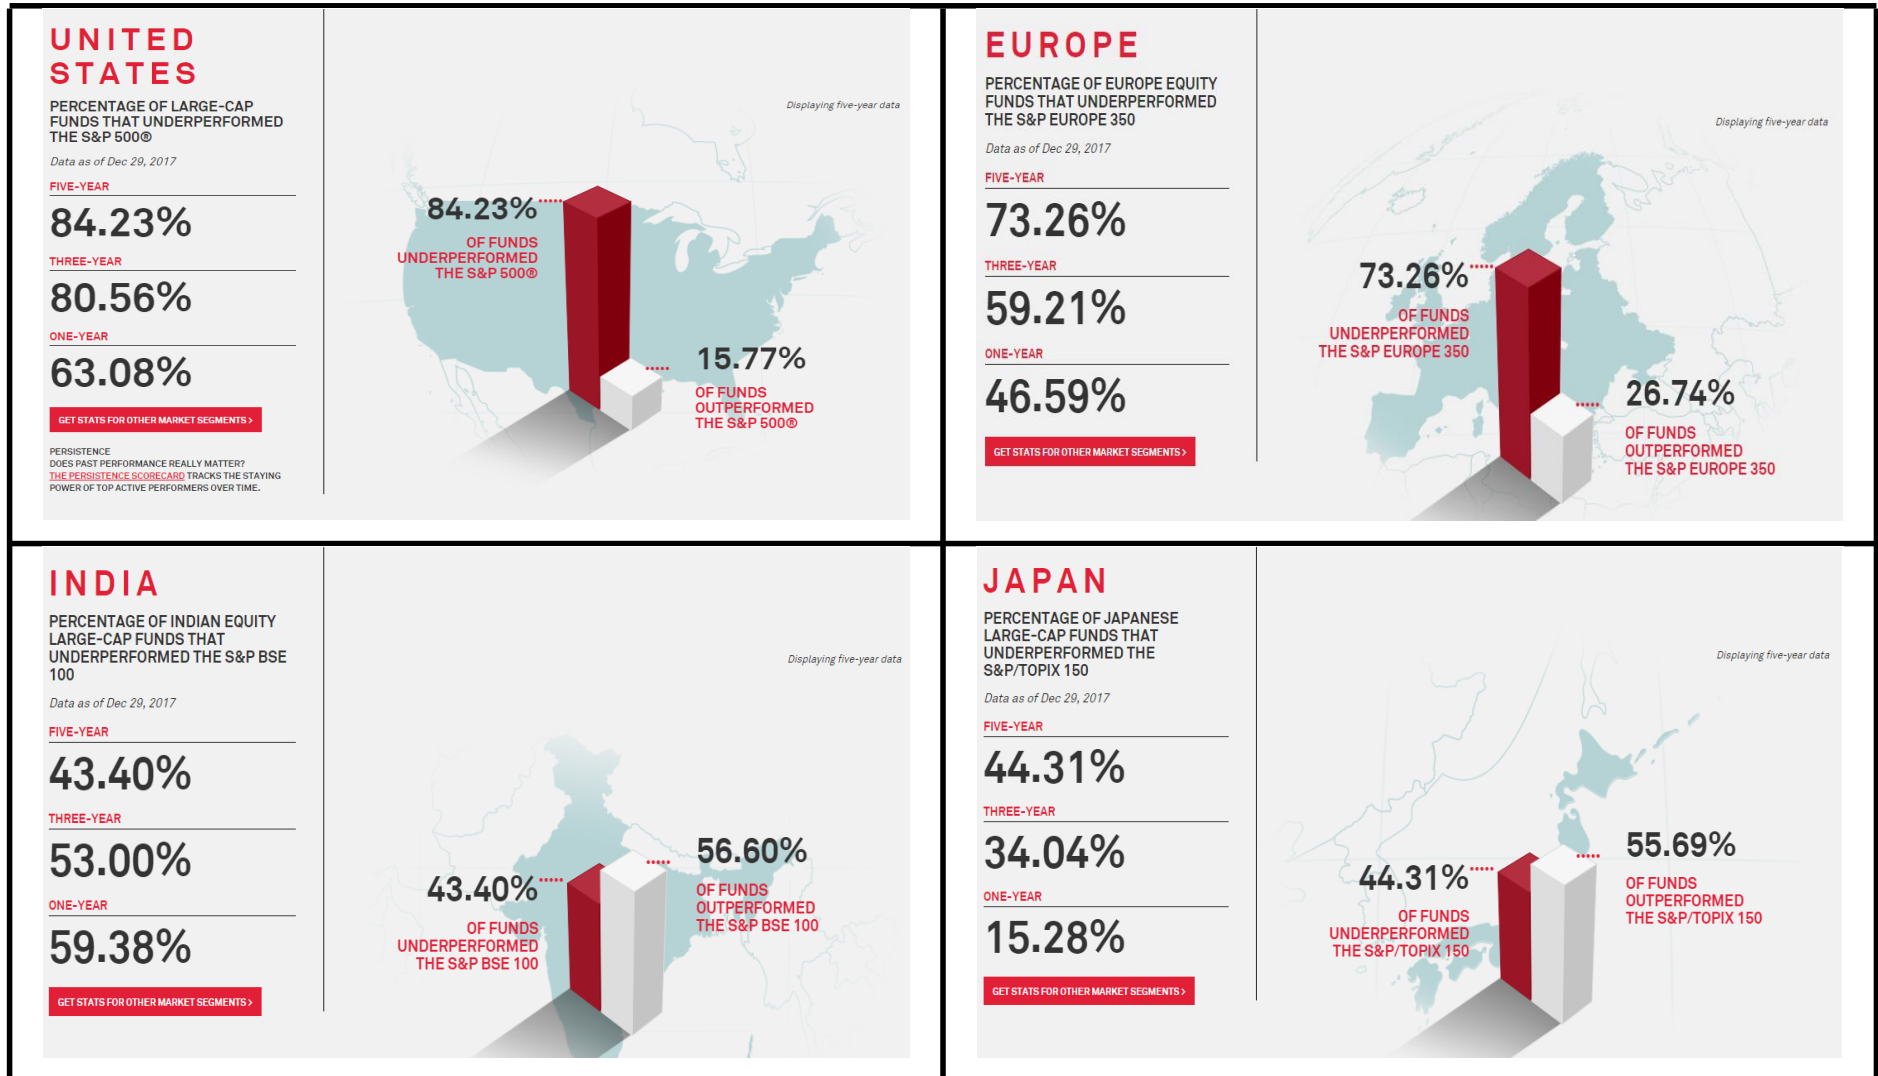 UNITED
STATES
PERCENTAGE OF LARGE-CAP
FUNDS THAT UNDERPERFORMED
THE S&P 500®
Data as of Dec 29, 2017
FIVE-YEAR
84.23%
THREE-YEAR
80.56%
ONE-YEAR
63.08%
GET STATS FOR OTHER MARKET SEGMENTS >
PERSISTENCE
DOES PAST PERFORMANCE REALLY MATTER?
THE PERSISTENCE SCORECARD TRACKS THE STAYING
POWER OF TOP ACTIVE PERFORMERS OVER TIME.
Displaying five-year data
84.23%
OF FUNDS
UNDERPERFORMED
THE S&P 500®
15.77%
OF FUNDS
OUTPERFORMED
THE S&P 500®
EUROPE
PERCENTAGE OF EUROPE EQUITY
FUNDS THAT UNDERPERFORMED
THE S&P EUROPE 350
Data as of Dec 29, 2017
FIVE-YEAR
73.26%
THREE-YEAR
59.21%
ONE-YEAR
46.59%
GET STATS FOR OTHER MARKET SEGMENTS >
Displaying five-year data
73.26%
OF FUNDS
UNDERPERFORMED
THE S&P EUROPE 350
26.74%
OF FUNDS
OUTPERFORMED
THE S&P EUROPE 350
INDIA
PERCENTAGE OF INDIAN EQUITY
LARGE-CAP FUNDS THAT
UNDERPERFORMED THE S&P BSE
100
Data as of Dec 29, 2017
FIVE-YEAR
43.40%
THREE-YEAR
53.00%
ONE-YEAR
59.38%
GET STATS FOR OTHER MARKET SEGMENTS >
Displaying five-year data
43.40%
OF FUNDS
UNDERPERFORMED
THE S&P BSE 100
56.60%
OF FUNDS
OUTPERFORMED
THE S&P BSE 100
JAPAN
PERCENTAGE OF JAPANESE
LARGE-CAP FUNDS THAT
UNDERPERFORMED THE
S&P/TOPIX 150
Data as of Dec 29, 2017
FIVE-YEAR
44.31%
THREE-YEAR
34.04%
ONE-YEAR
15.28%
GET STATS FOR OTHER MARKET SEGMENTS >
Displaying five-year data
44.31%
OF FUNDS
UNDERPERFORMED
THE S&P/TOPIX 150
55.69%
OF FUNDS
OUTPERFORMED
THE S&P/TOPIX 150